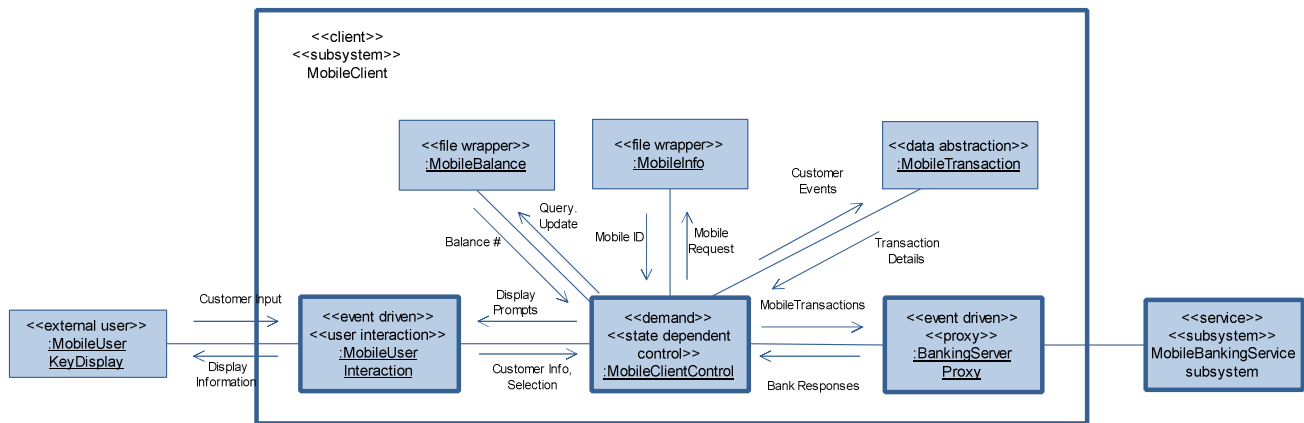 <<client>>
<<subsystem>>
MobileClient
<<file wrapper>>
:MobileBalance
<<file wrapper>>
:MobileInfo
<<data abstraction>>
:MobileTransaction
Customer
Events
Query.
Update
Balance #
Mobile ID
Mobile
Request
Transaction
Details
Customer Input
Display
Prompts
MobileTransactions
<<external user>>
:MobileUser
KeyDisplay
<<event driven>>
<<user interaction>>
:MobileUser
Interaction
<<demand>>
<<state dependent
control>>
:MobileClientControl
<<event driven>>
<<proxy>>
:BankingServer
Proxy
<<service>>
<<subsystem>>
MobileBankingService
subsystem
Display
Information
Customer Info,
Selection
Bank Responses